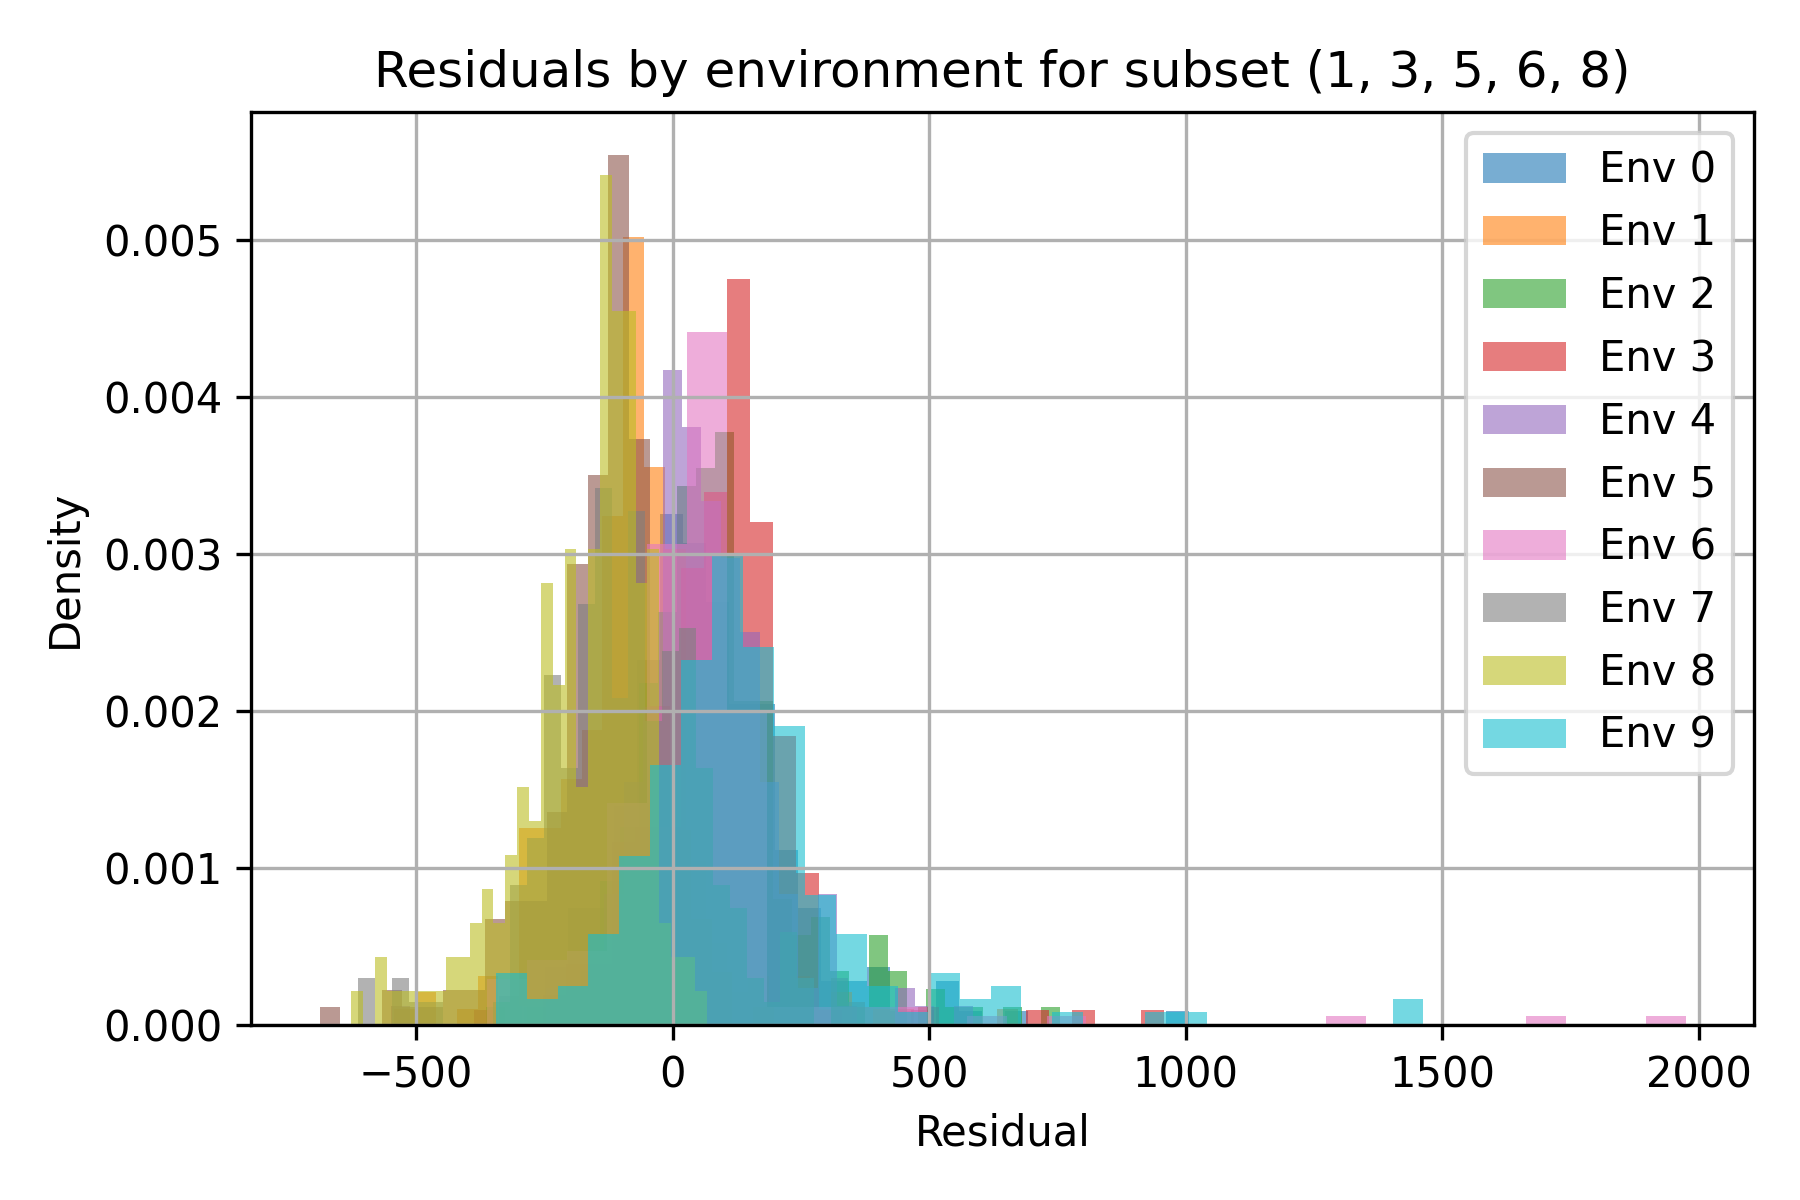 Residuals by environment for subset (1, 3, 5, 6, 8)
Density
0.005
0.004
0.003
0.002
0.001
0.000
−500
0
500
1000
1500
2000
Residual
Env 0
Env 1
Env 2
Env 3
Env 4
Env 5
Env 6
Env 7
Env 8
Env 9